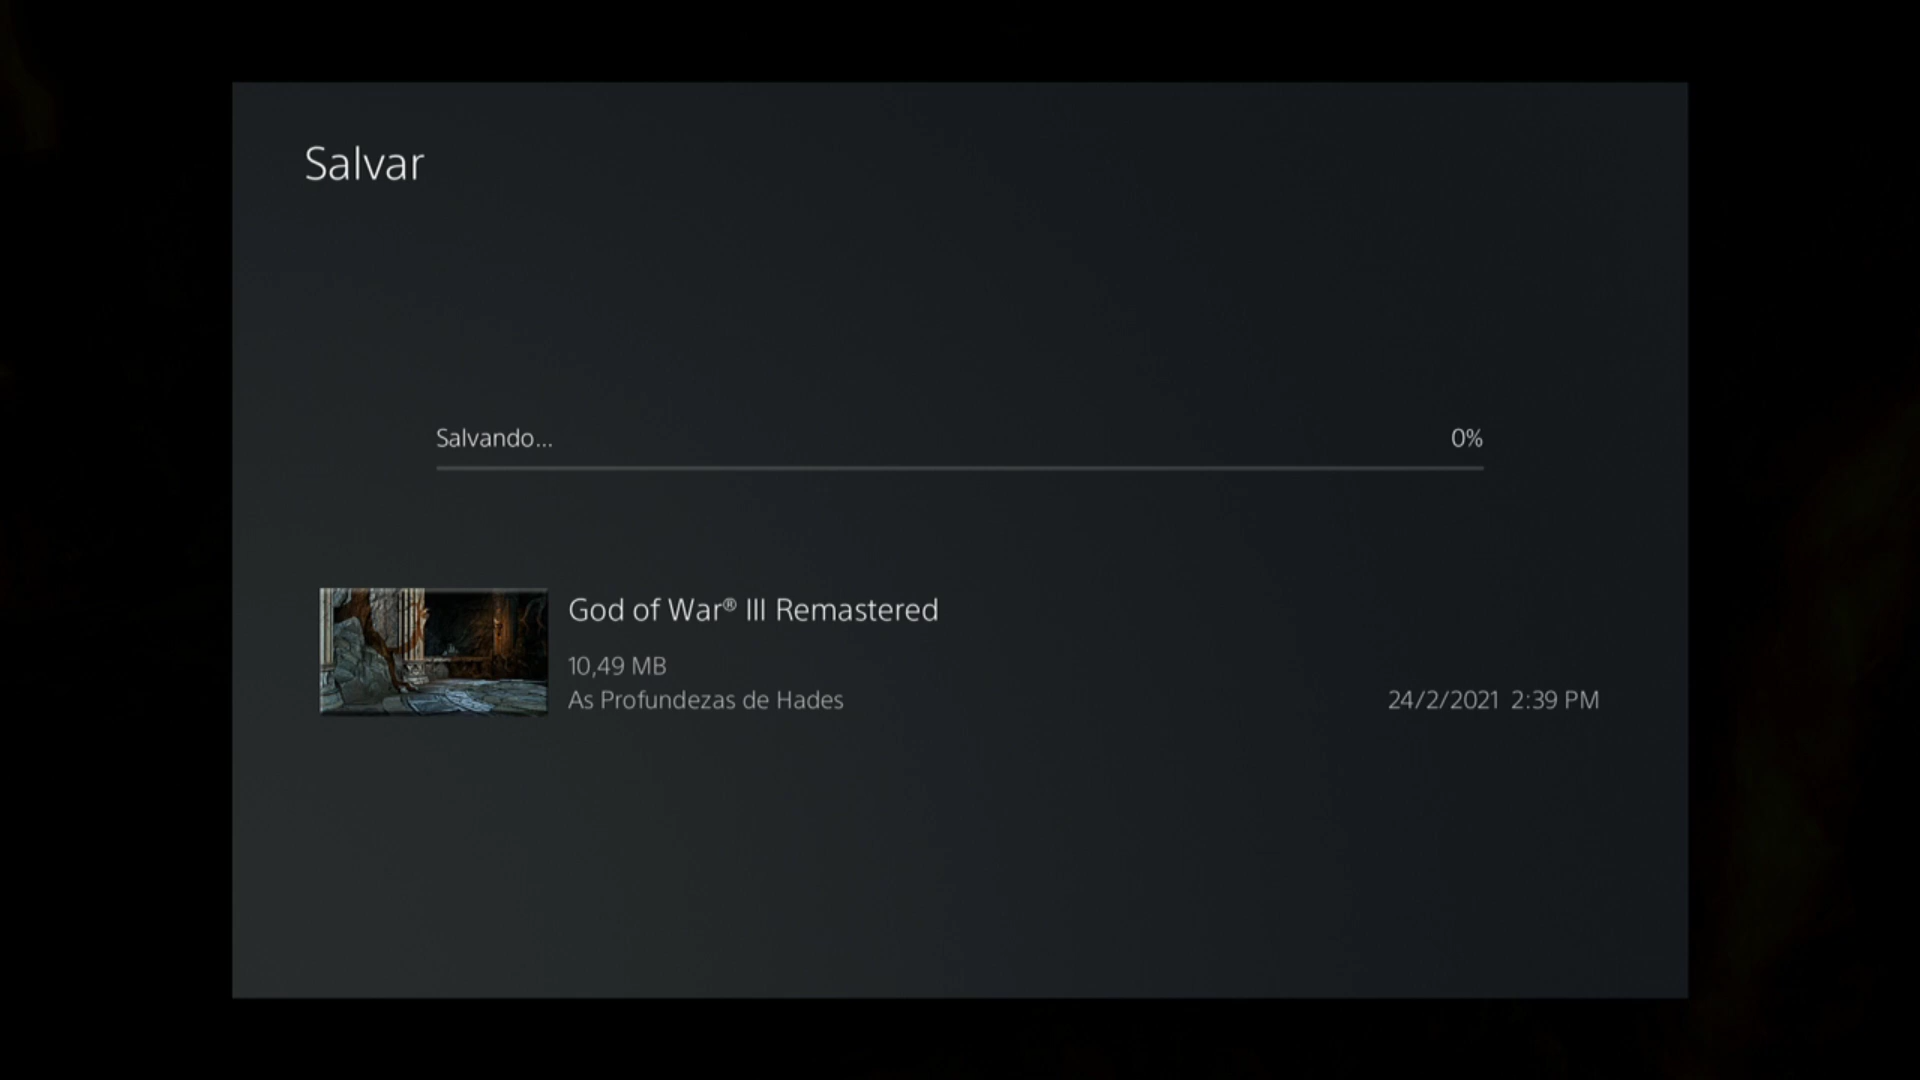 Salvar
Salvando... 0%
God of War® III Remastered
10,49 MB
As Profundezas de Hades 24/2/2021 2:39 PM